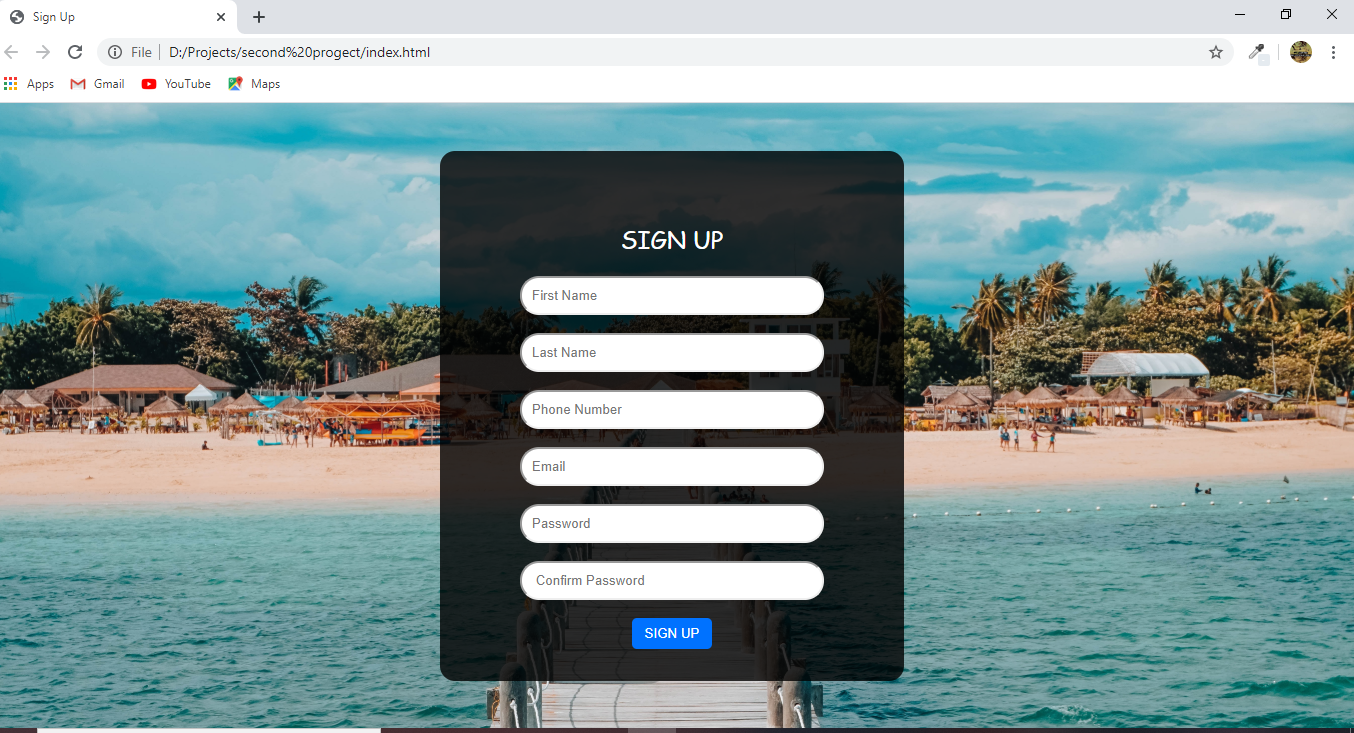 Sign Up
File D:/Projects/second%20progect/index.html
Apps Gmail YouTube Maps
SIGN UP
First Name
Last Name
Phone Number
Email
Password
Confirm Password
SIGN UP